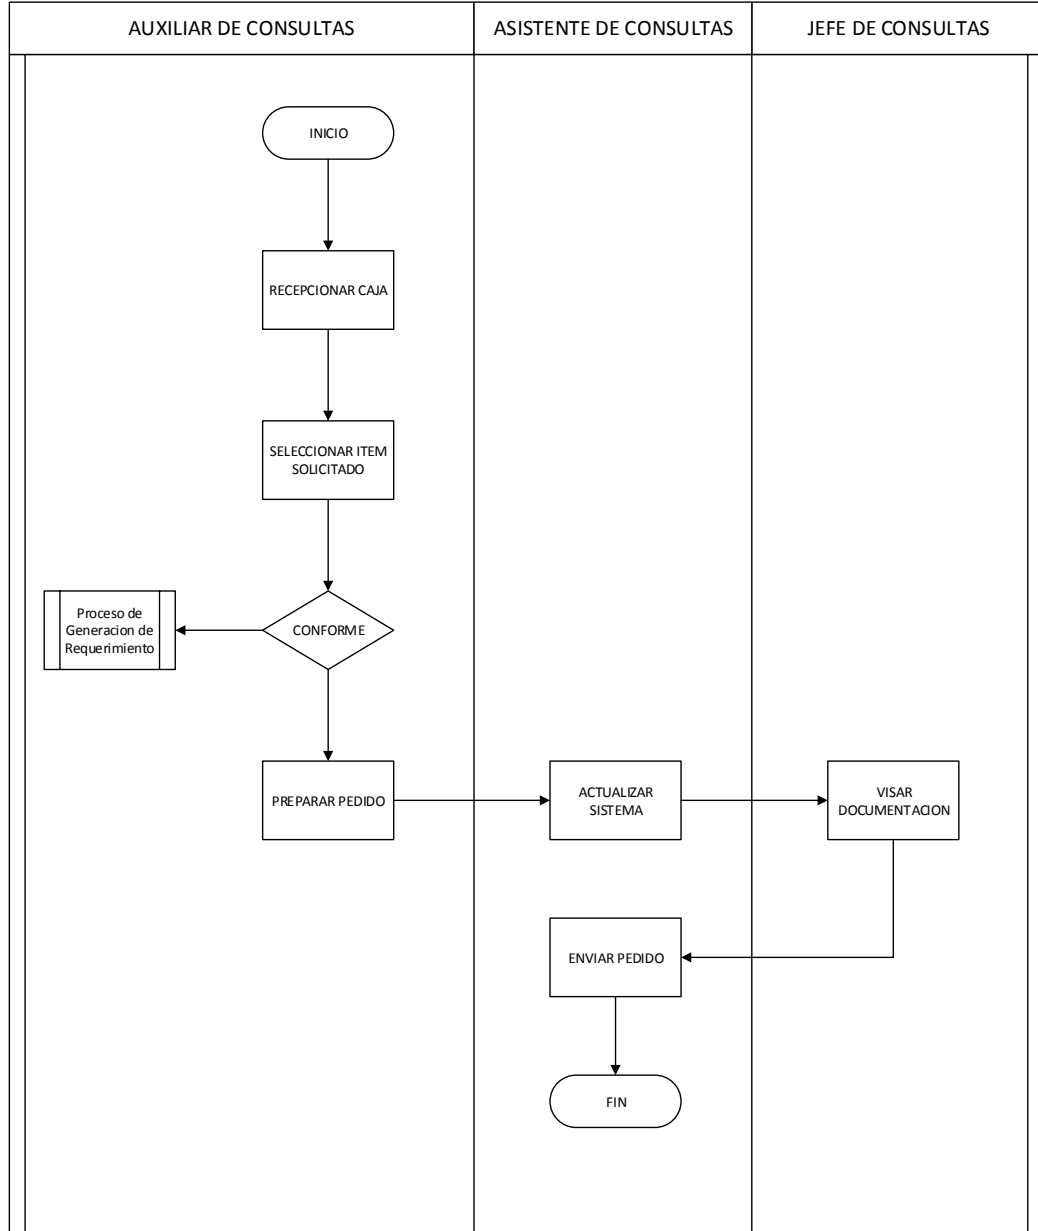 AUXILIAR DE CONSULTAS
ASISTENTE DE CONSULTAS
JEFE DE CONSULTAS
INICIO
RECEPCIONAR CAJA
SELECCIONAR ITEM
SOLICITADO
Proceso de
Generacion de
Requerimiento
CONFORME
PREPARAR PEDIDO
ACTUALIZAR
SISTEMA
VISAR
DOCUMENTACION
ENVIAR PEDIDO
FIN